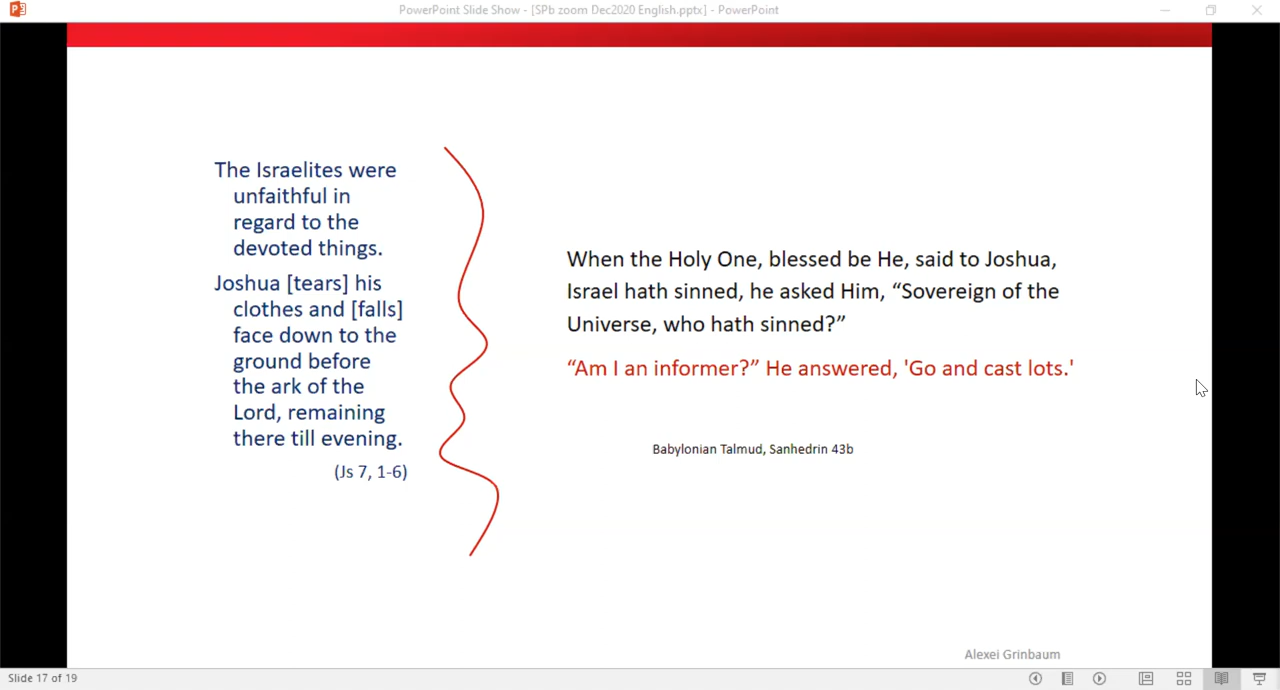 PowerPoint Slide Show - [SPb zoom Dec2020 English.pptx] - PowerPoint
The Israelites were
unfaithful in
regard to the
devoted things.
Joshua [tears] his
clothes and [falls]
face down to the
ground before
the ark of the
Lord, remaining
there till evening.
(Js 7, 1-6)
When the Holy One, blessed be He, said to Joshua,
Israel hath sinned, he asked Him, “Sovereign of the
Universe, who hath sinned?”
“Am I an informer?” He answered, 'Go and cast lots.'
Babylonian Talmud, Sanhedrin 43b
Alexei Grinbaum
Slide 17 of 19